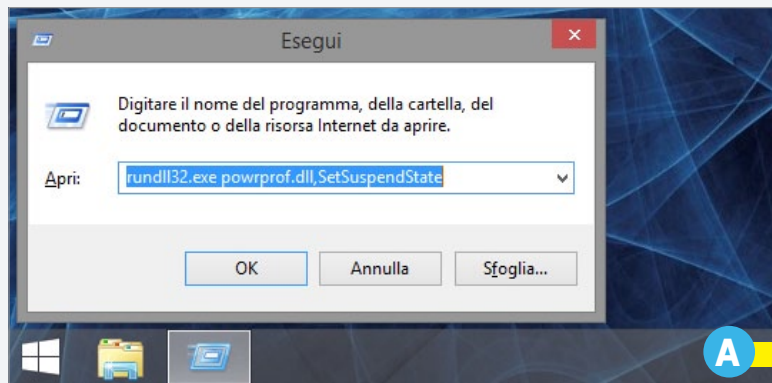 Esegui
Digitare il nome del programma, della cartella, del
documento o della risorsa Internet da aprire.
Apri:
rundll32.exe powrprof.dll,SetSuspendState
OK
Annulla
Sfoglia...
A